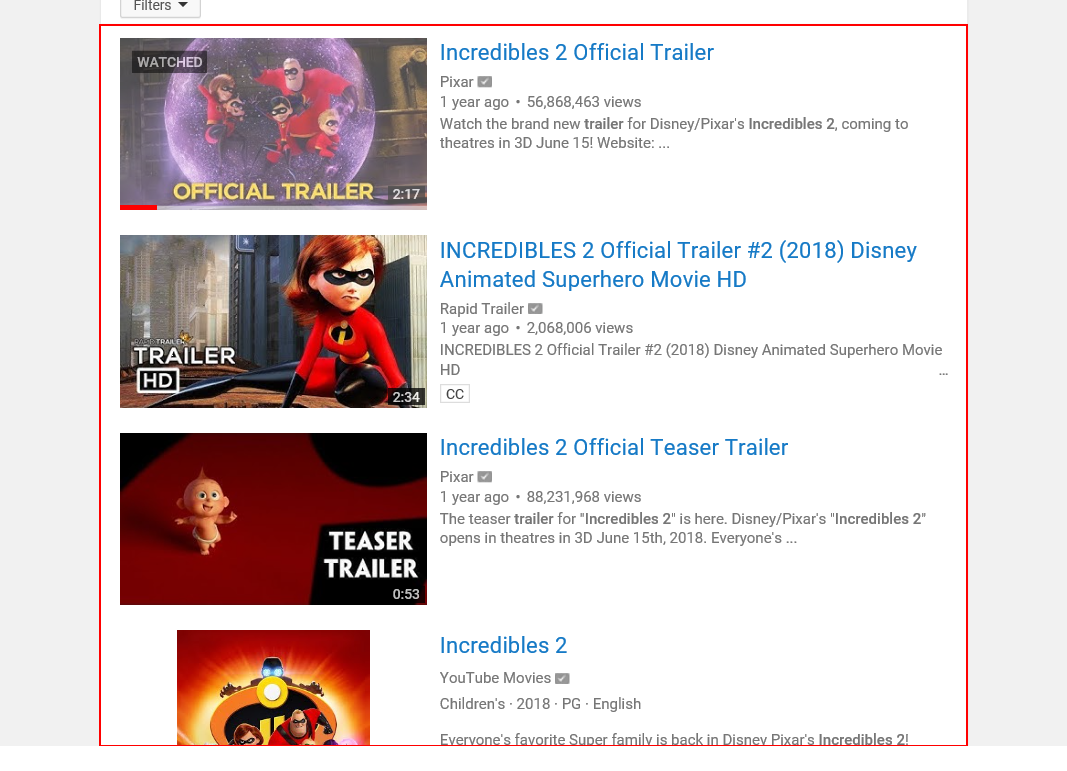 Filters
WATCHED
OFFICIAL TRAILER
2:17
Incredibles 2 Official Trailer
Pixar
1 year ago • 56,868,463 views
Watch the brand new trailer for Disney/Pixar's Incredibles 2, coming to
theatres in 3D June 15! Website: ...
RAPID TRAILER
TRAILER
HD
2:34
INCREDIBLES 2 Official Trailer #2 (2018) Disney
Animated Superhero Movie HD
Rapid Trailer
1 year ago • 2,068,006 views
INCREDIBLES 2 Official Trailer #2 (2018) Disney Animated Superhero Movie
HD ...
CC
TEASER
TRAILER
0:53
Incredibles 2 Official Teaser Trailer
Pixar
1 year ago • 88,231,968 views
The teaser trailer for "Incredibles 2" is here. Disney/Pixar's "Incredibles 2"
opens in theatres in 3D June 15th, 2018. Everyone's ...
Incredibles 2
YouTube Movies
Children's · 2018 · PG · English
Everyone's favorite Super family is back in Disney Pixar's Incredibles 2!